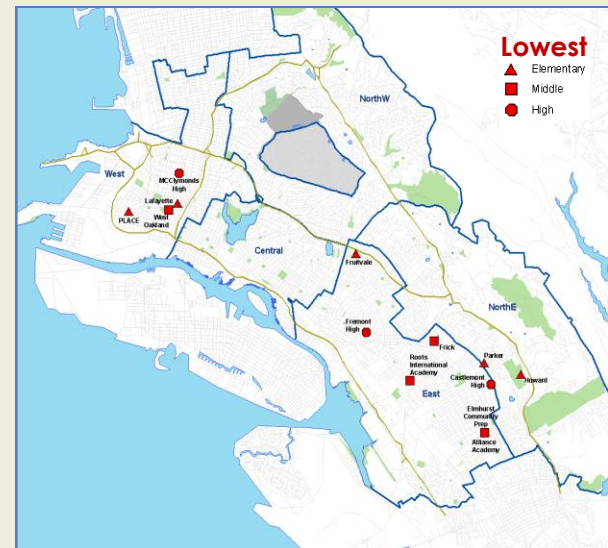 Lowest
Elementary
Middle
High
NorthW
West
MCClymonds
High
Lafayette
West
Oakland
PLACE
Central
Fruitvale
NorthE
Fremont
High
Frick
Parker
Roots
International
Academy
Castlemont
High
Howard
East
Elmhurst
Community
Prep
Alliance
Academy